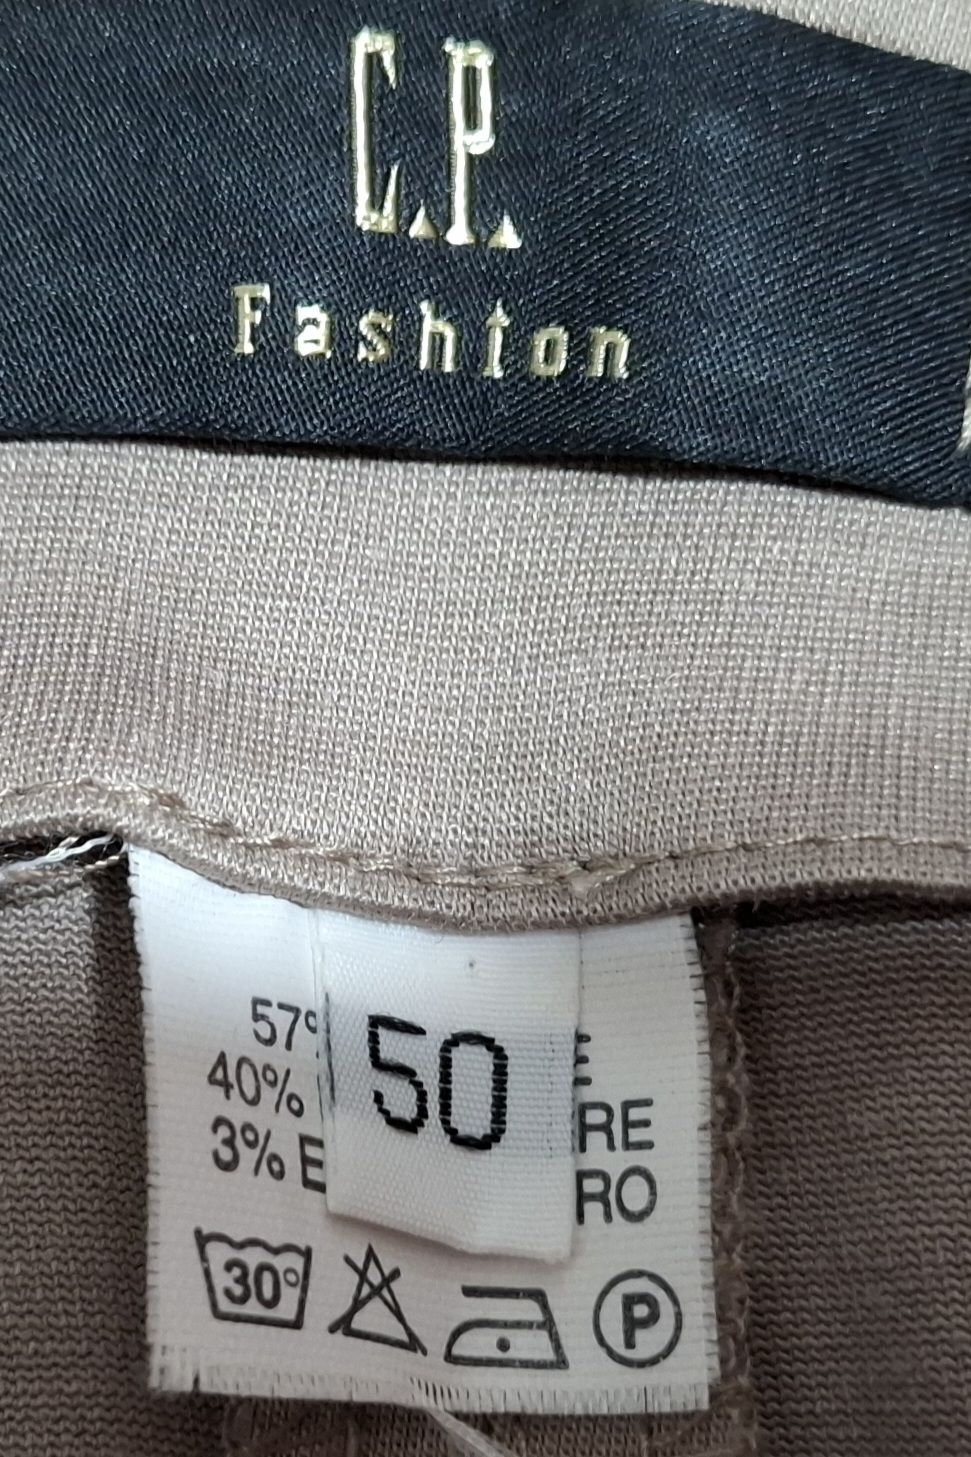 C.P.
Fashion
50
57%
40% RE
3% E RO
30°
P